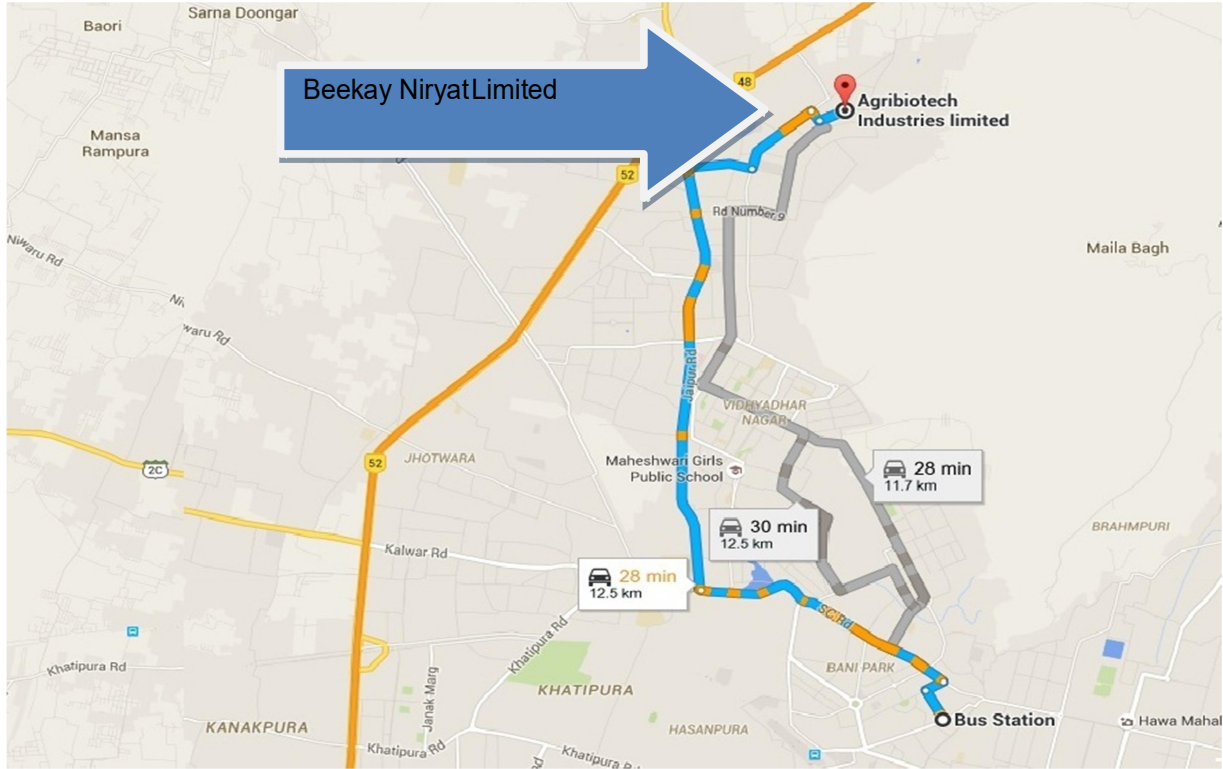 Sarna Doongar
Baori
Beekay Niryat Limited
48
Agribiotech
Industries limited
Mansa
Rampura
52
Rd Number 9
Niwaru Rd
Maila Bagh
waru Rd
Jaipur Rd
VIDHYADHAR
NAGAR
52
JHOTWARA
2C
Maheshwari Girls
Public School
28 min
11.7 km
30 min
12.5 km
BRAHMPURI
Kalwar Rd
28 min
12.5 km
SC Rd
Khatipura Rd
Khatipura Rd
BANI PARK
Janak Marg
KHATIPURA
Bus Station
Hawa Mahal
KANAKPURA
HASANPURA
Khatipura Rd
Khatipura R